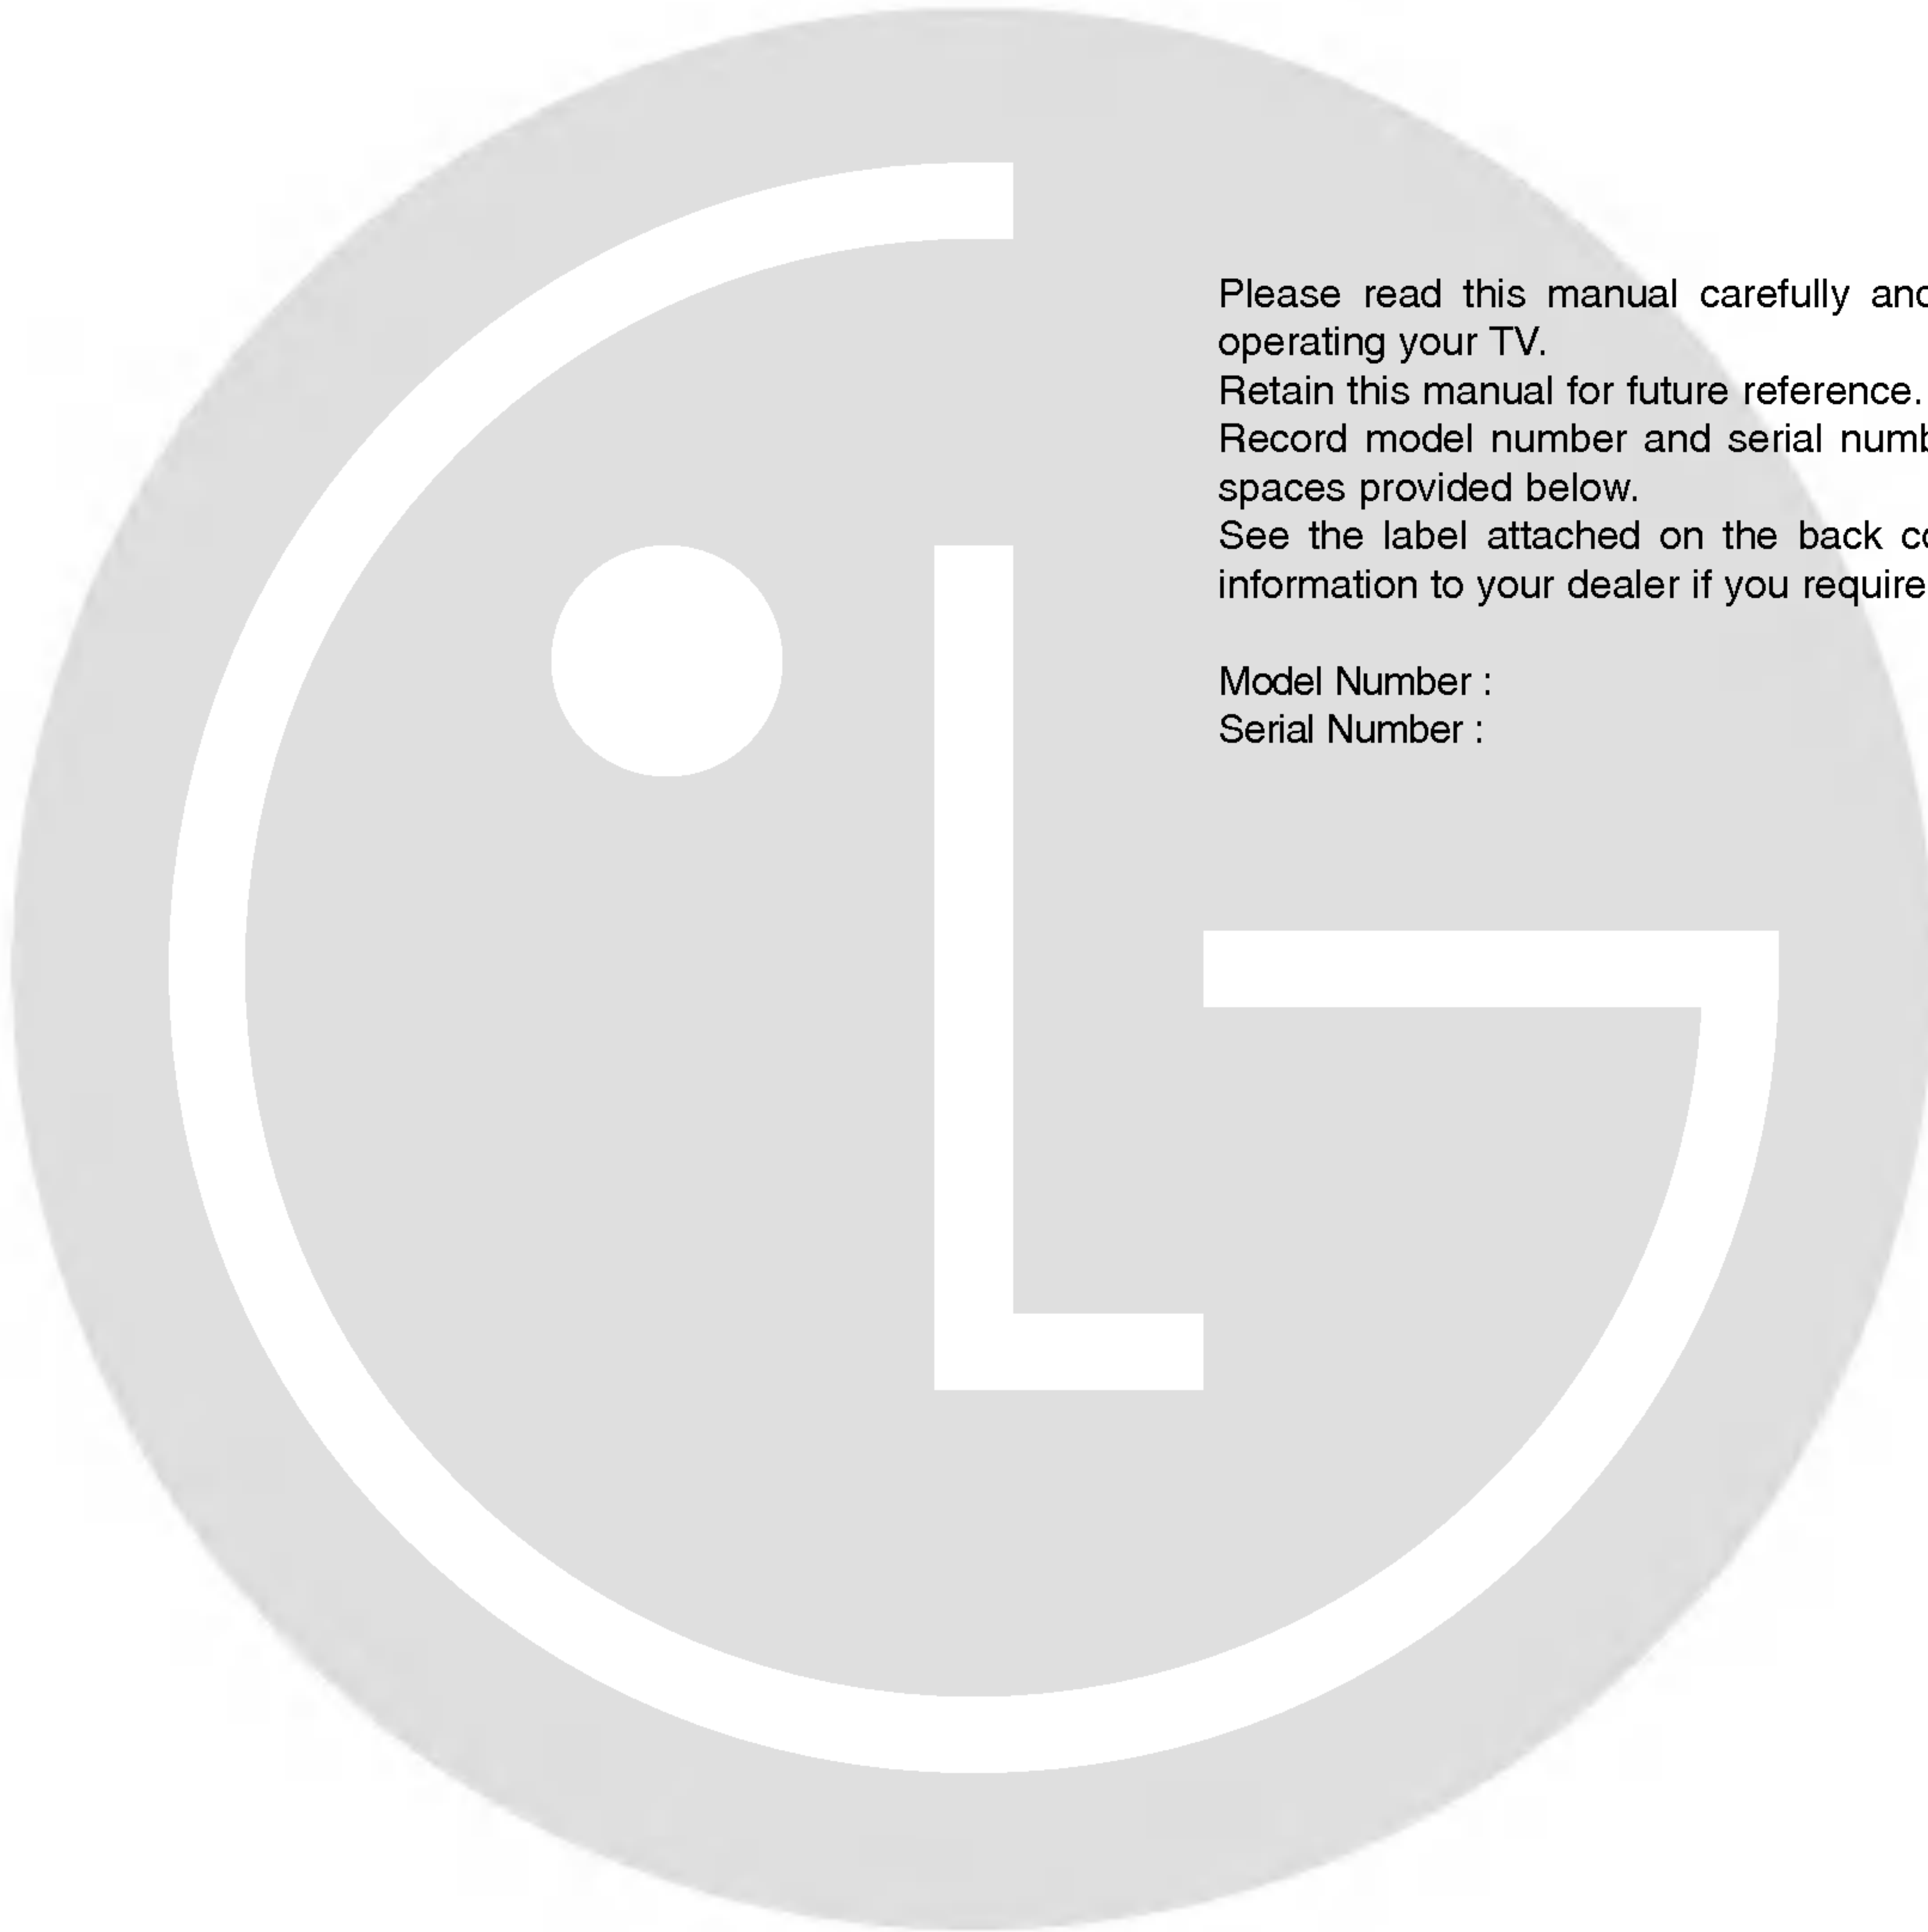 Please read this manual carefully and
operating your TV.
Retain this manual for future reference.
Record model number and serial
spaces provided below.
See the label attached on the back
information to your dealer if you require
Model Number :
Serial Number :
LG